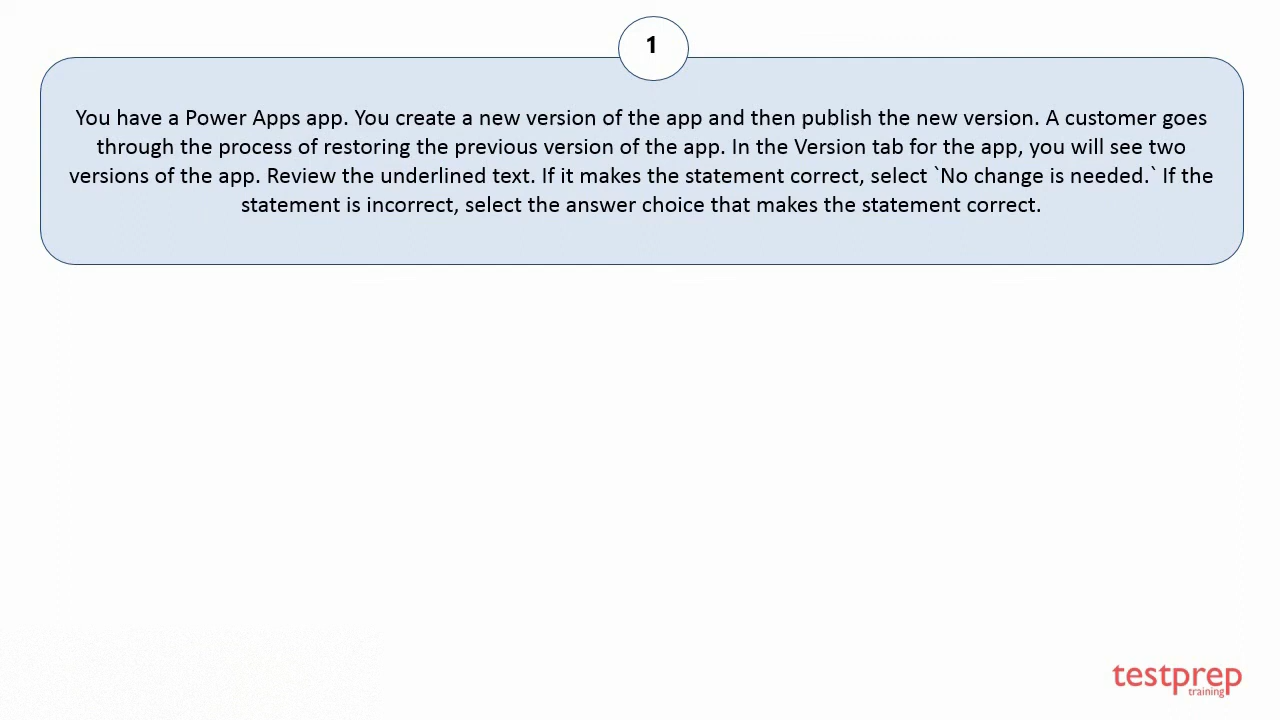 1
You have a Power Apps app. You create a new version of the app and then publish the new version. A customer goes
through the process of restoring the previous version of the app. In the Version tab for the app, you will see two
versions of the app. Review the underlined text. If it makes the statement correct, select `No change is needed.` If the
statement is incorrect, select the answer choice that makes the statement correct.
testprep
training